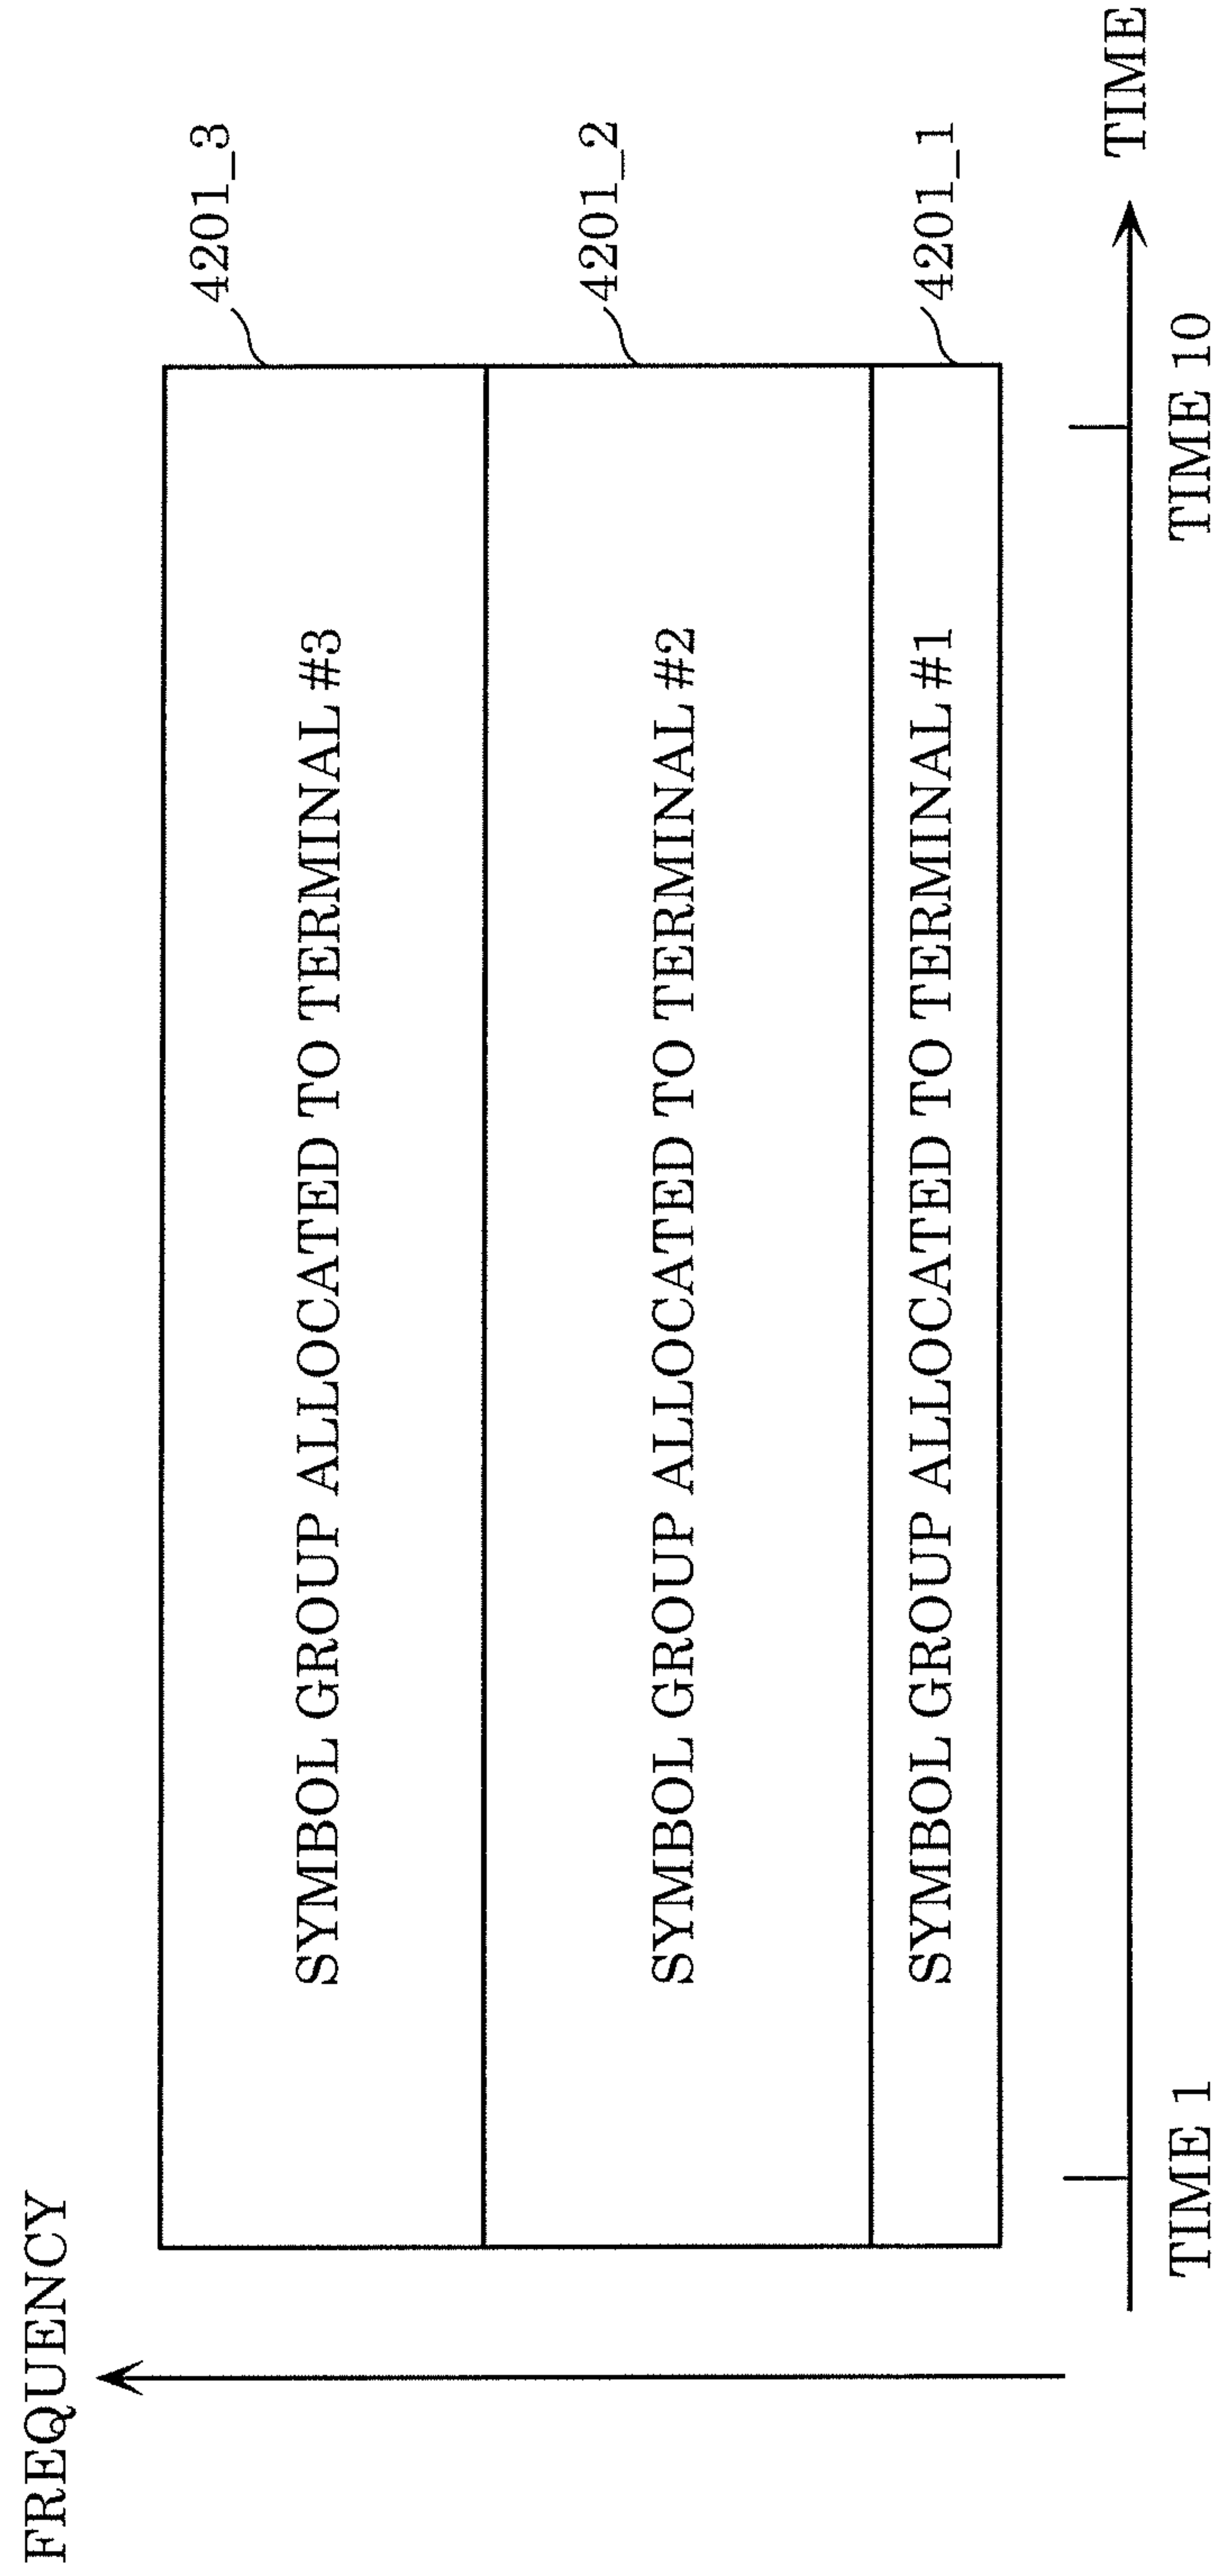 FREQUENCY
SYMBOL GROUP ALLOCATED TO TERMINAL #3
4201_3
SYMBOL GROUP ALLOCATED TO TERMINAL #2
4201_2
SYMBOL GROUP ALLOCATED TO TERMINAL #1
4201_1
TIME
TIME 1
TIME 10